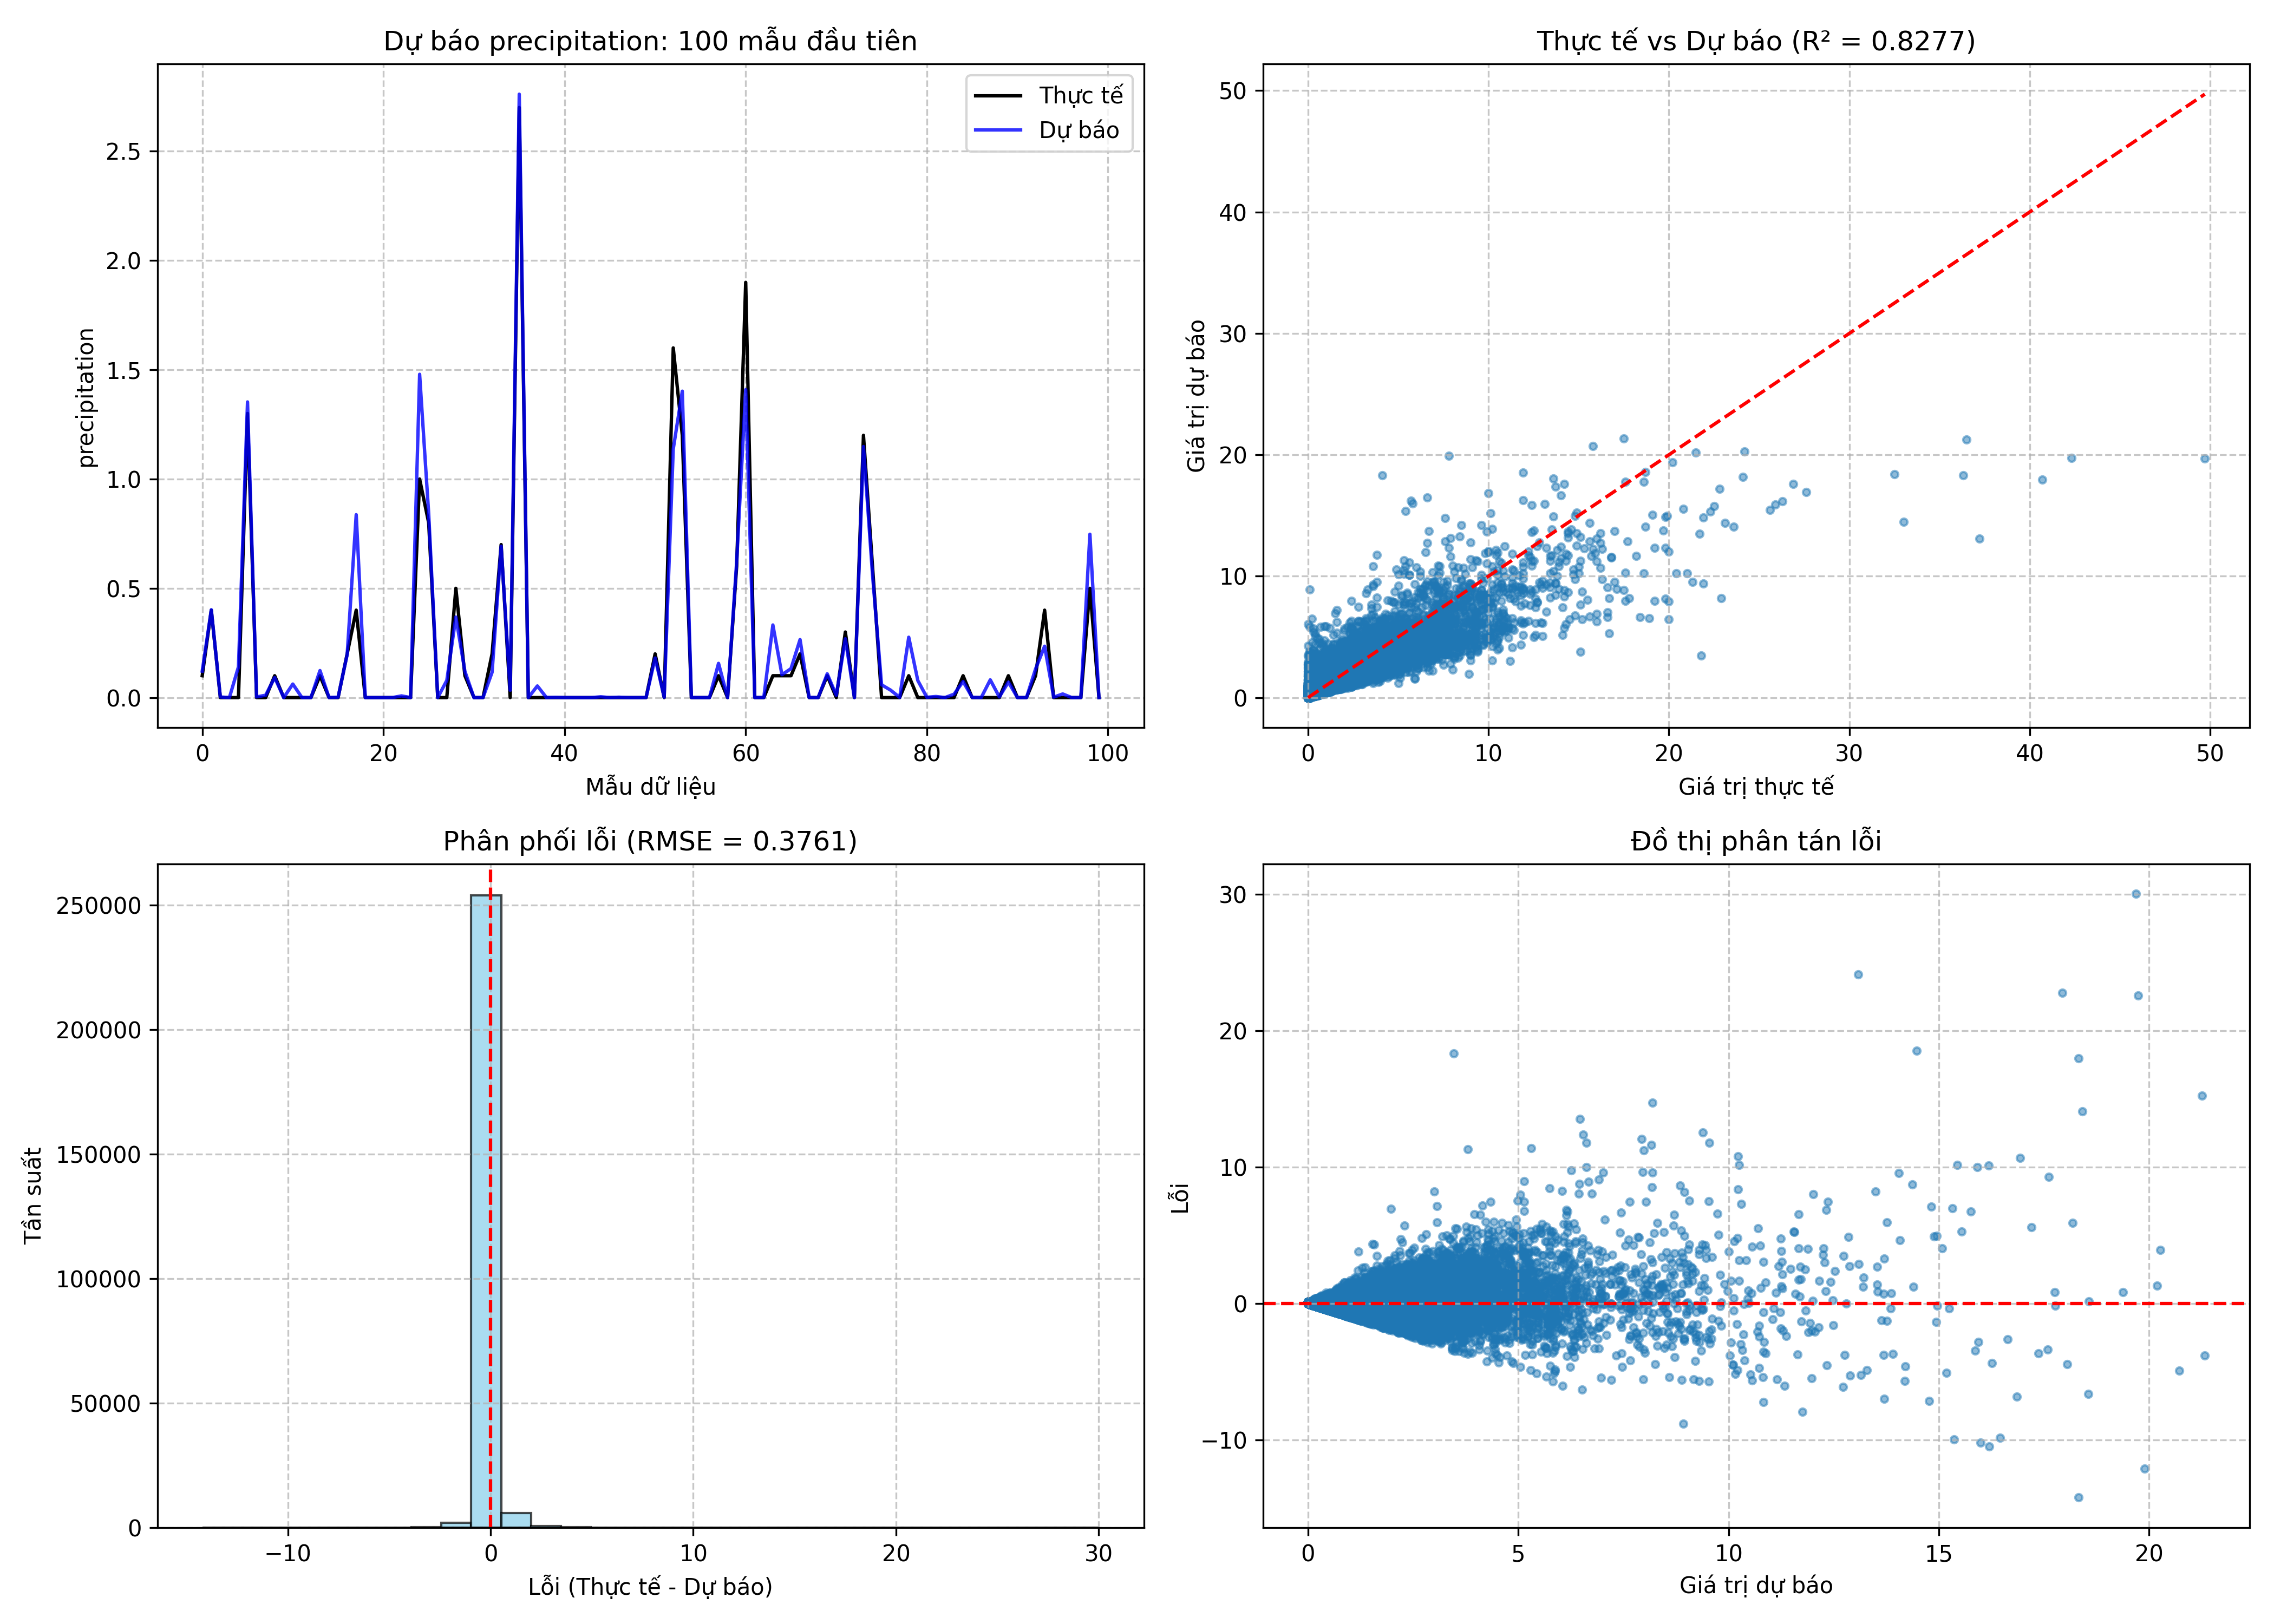 Dự báo precipitation: 100 mẫu đầu tiên
Thực tế
Dự báo
precipitation
2.5
2.0
1.5
1.0
0.5
0.0
0 20 40 60 80 100
Mẫu dữ liệu
Thực tế vs Dự báo (R² = 0.8277)
Giá trị dự báo
50
40
30
20
10
0
0 10 20 30 40 50
Giá trị thực tế
Phân phối lỗi (RMSE = 0.3761)
Tần suất
250000
200000
150000
100000
50000
0
−10 0 10 20 30
Lỗi (Thực tế - Dự báo)
Đồ thị phân tán lỗi
Lỗi
30
20
10
0
−10
0 5 10 15 20
Giá trị dự báo